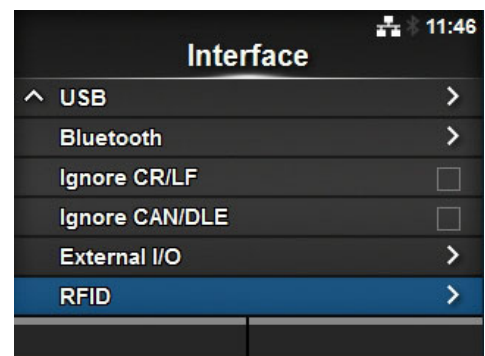 11:46
Interface
USB
Bluetooth
Ignore CR/LF
Ignore CAN/DLE
External I/O
RFID